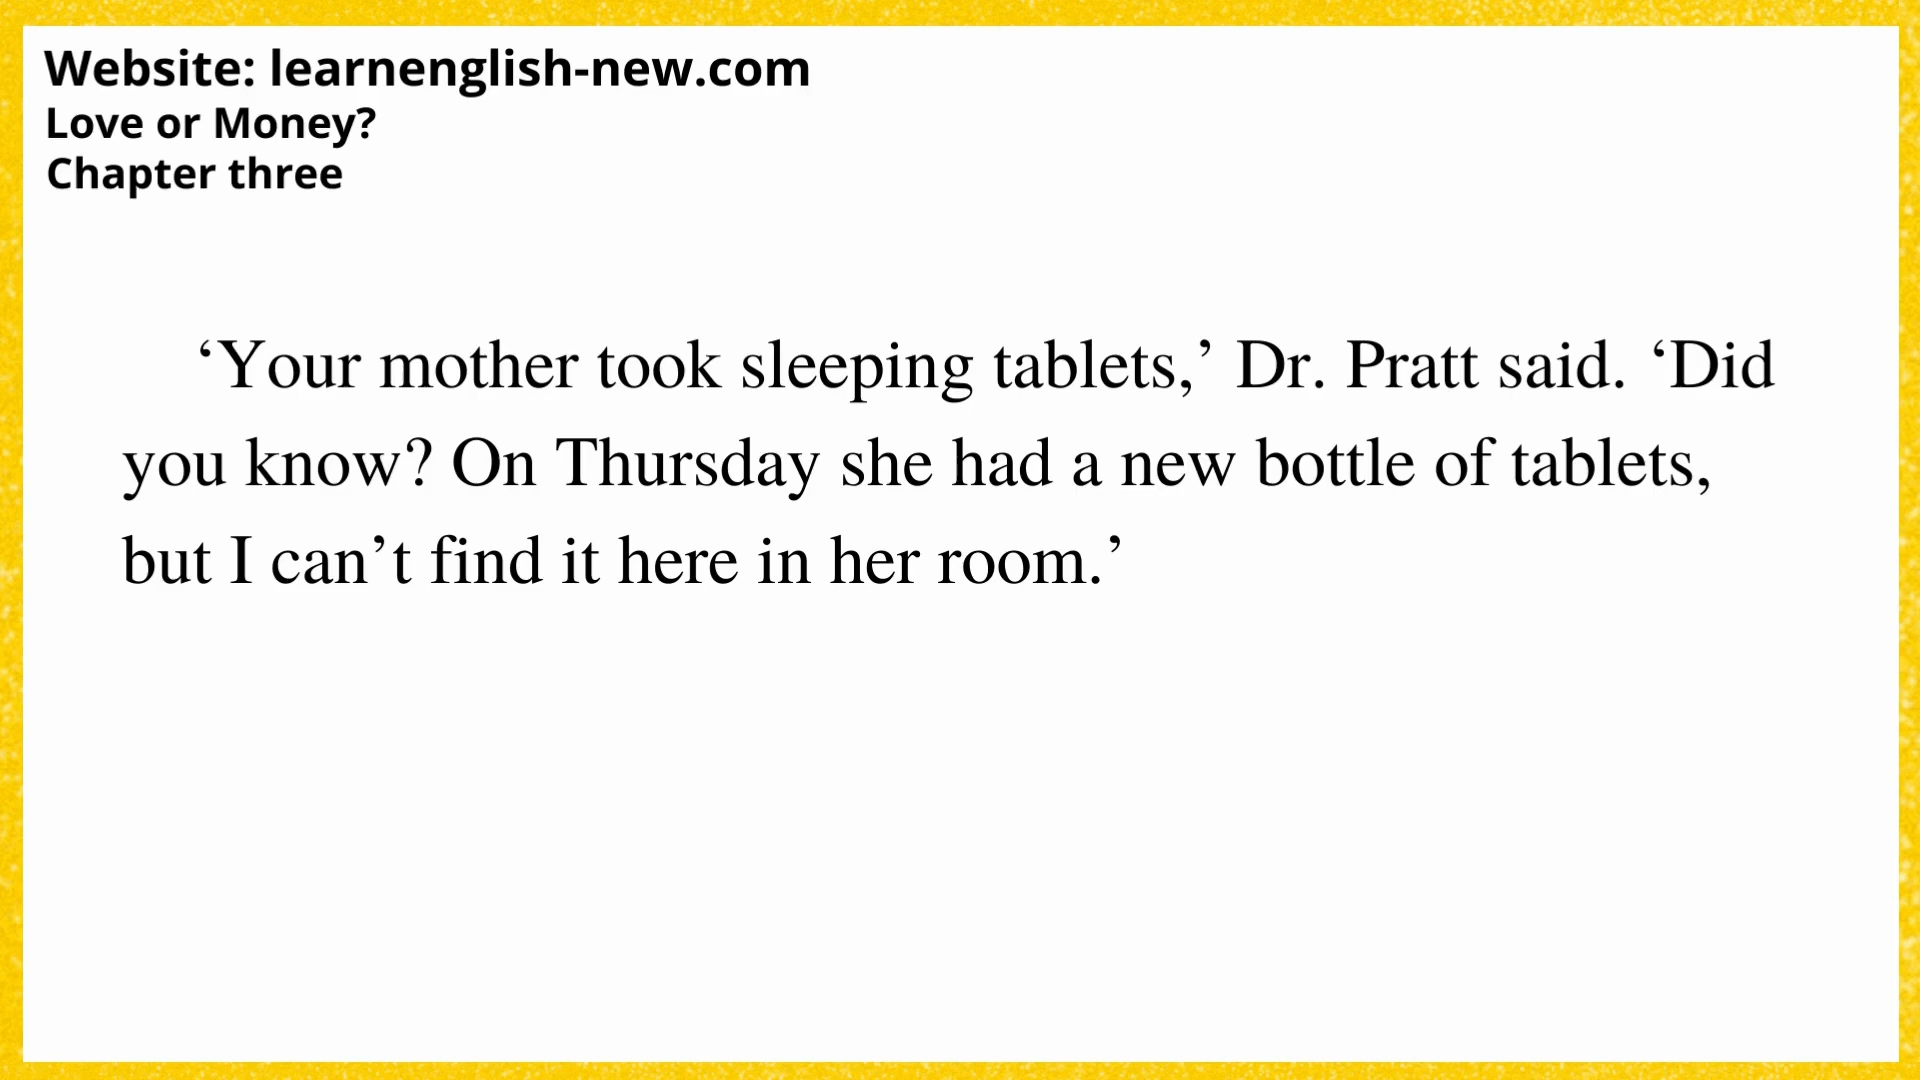 Website: learnenglish-new.com
Love or Money?
Chapter three
‘Your mother took sleeping tablets,’ Dr. Pratt said. ‘Did
you know? On Thursday she had a new bottle of tablets,
but I can’t find it here in her room.’